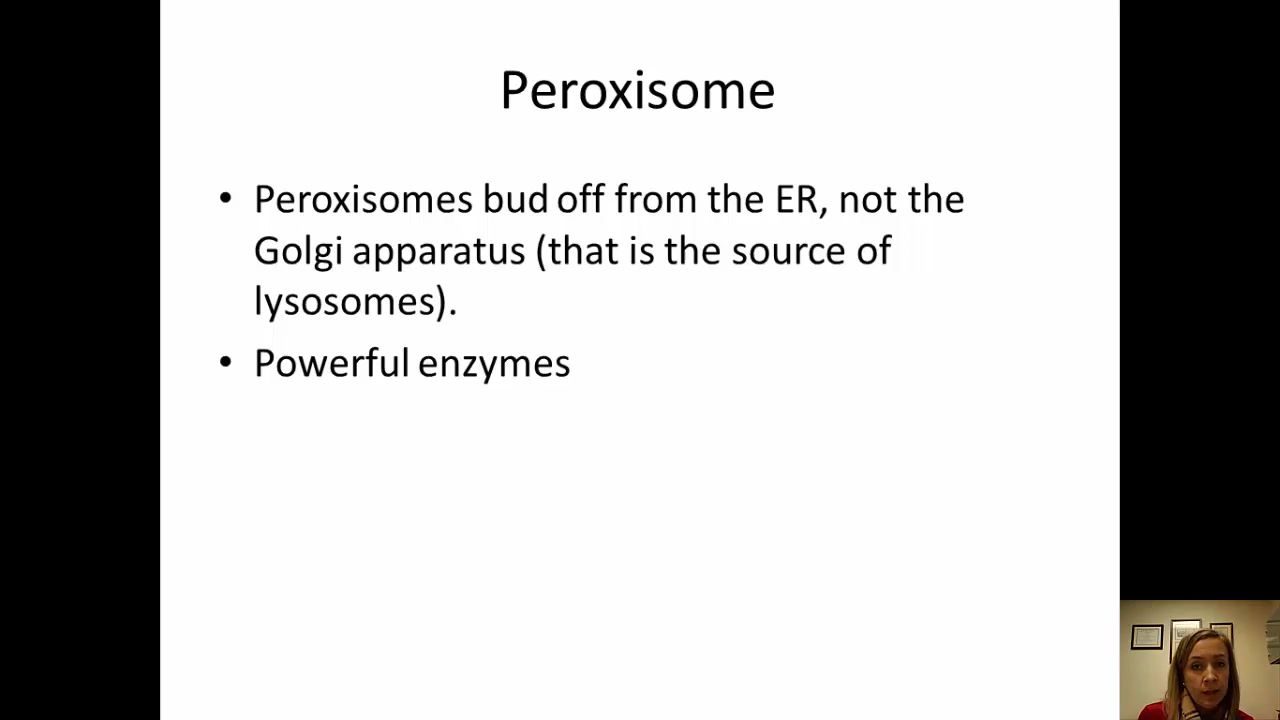 Peroxisome
• Peroxisomes bud off from the ER, not the
Golgi apparatus (that is the source of
lysosomes).
• Powerful enzymes